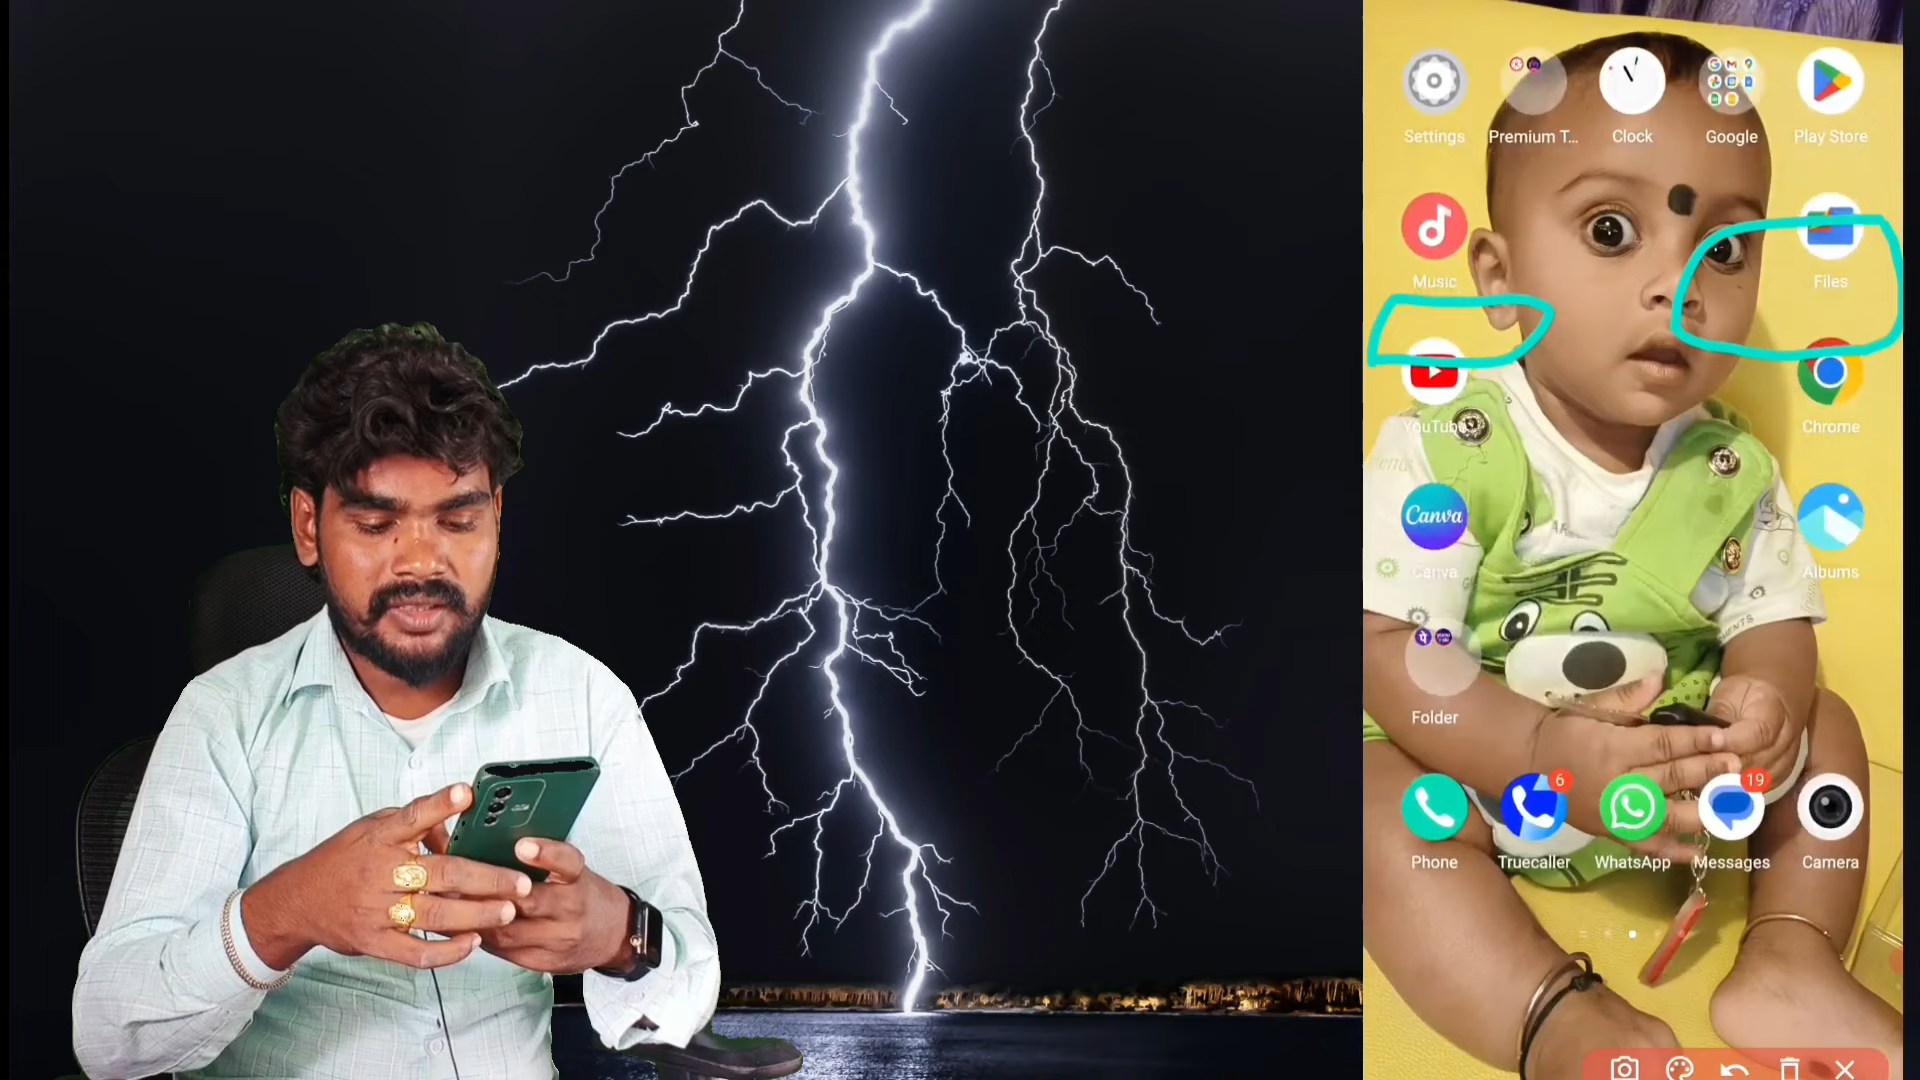 Settings
Premium T...
Clock
Google
Play Store
Music
Files
YouTube
Chrome
Canva
Canva
Albums
Folder
6
19
Phone
Truecaller
WhatsApp
Messages
Camera